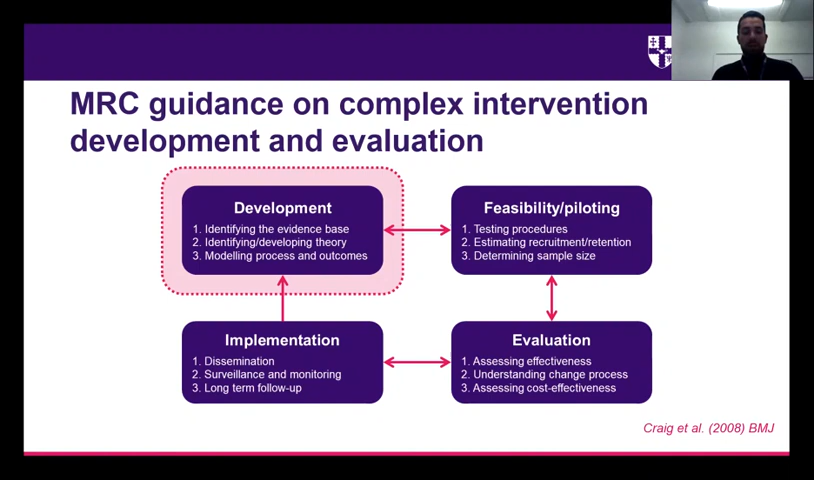 MRC guidance on complex intervention
development and evaluation
Development
1. Identifying the evidence base
2. Identifying/developing theory
3. Modelling process and outcomes
Feasibility/piloting
1. Testing procedures
2. Estimating recruitment/retention
3. Determining sample size
Implementation
1. Dissemination
2. Surveillance and monitoring
3. Long term follow-up
Evaluation
1. Assessing effectiveness
2. Understanding change process
3. Assessing cost-effectiveness
Craig et al. (2008) BMJ